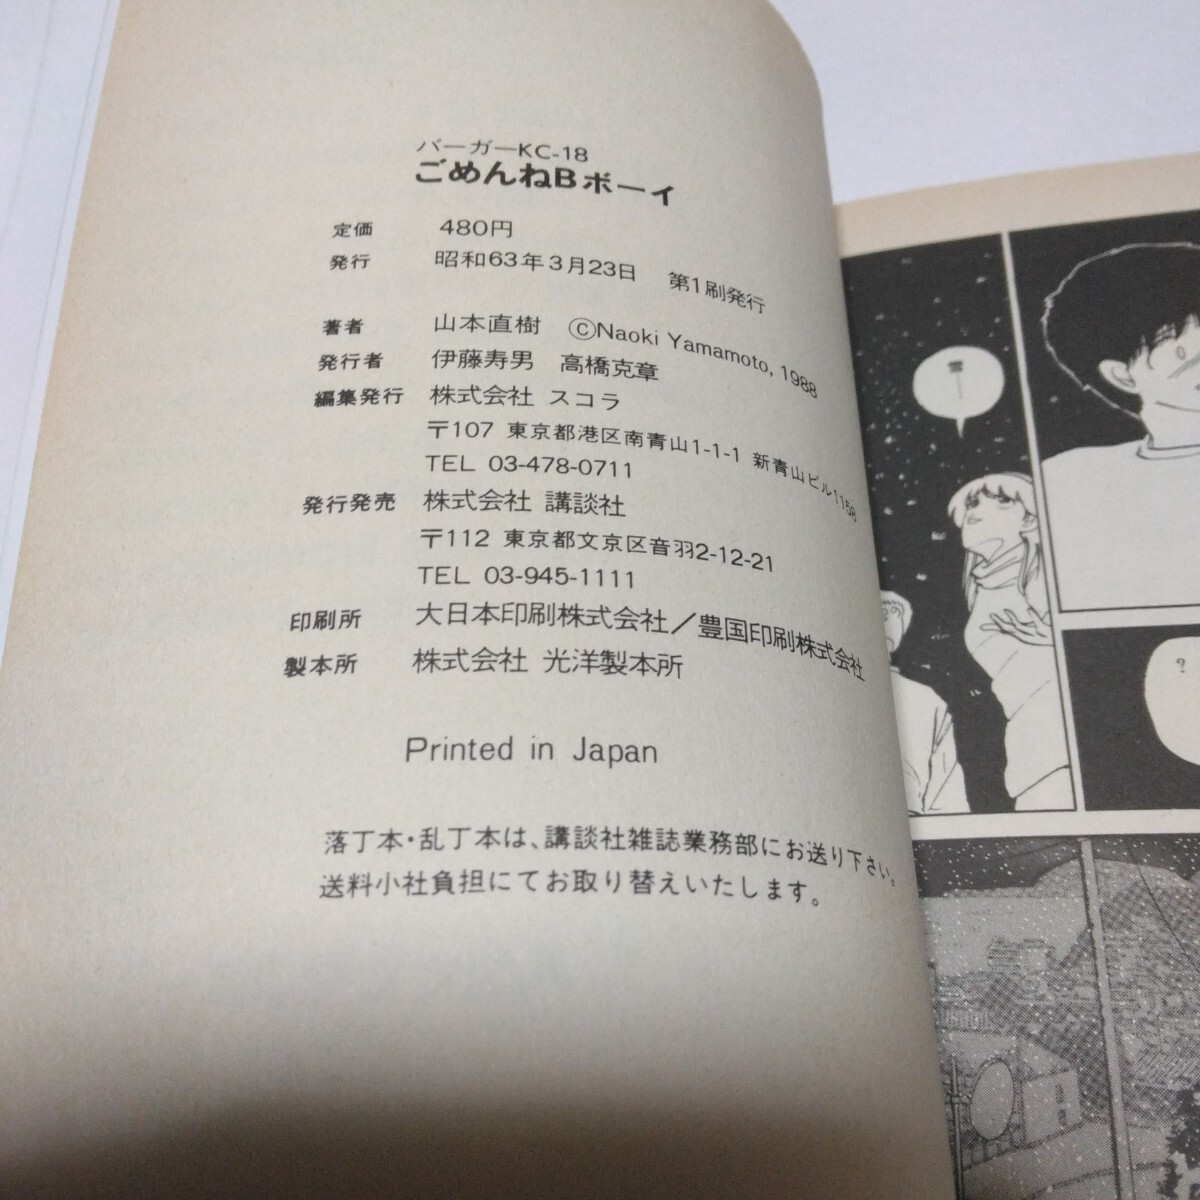 バーガーKC-18
ごめんねBボーイ
定価 480円
発行 昭和63年3月23日 第1刷発行
著者 山本直樹 ©Naoki Yamamoto, 1988
発行者 伊藤寿男 高橋克章
編集発行 株式会社 スコラ
〒107 東京都港区南青山1-1-1 新青山ビル1158
TEL 03-478-0711
発行発売 株式会社 講談社
〒112 東京都文京区音羽2-12-21
TEL 03-945-1111
印刷所 大日本印刷株式会社/豊国印刷株式会社
製本所 株式会社 光洋製本所
Printed in Japan
落丁本・乱丁本は、講談社雑誌業務部にお送り下さい。
送料小社負担にてお取り替えいたします。
雪……
?